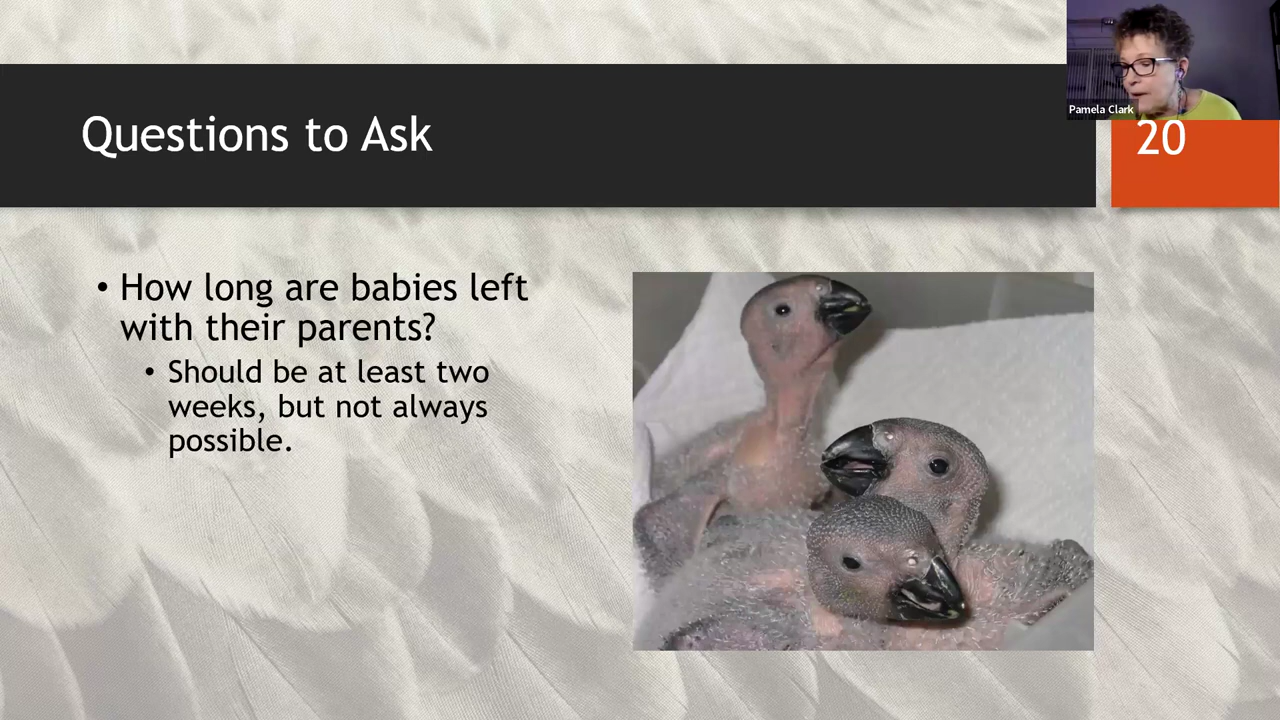 Pamela Clark
Questions to Ask
20
• How long are babies left
with their parents?
• Should be at least two
weeks, but not always
possible.